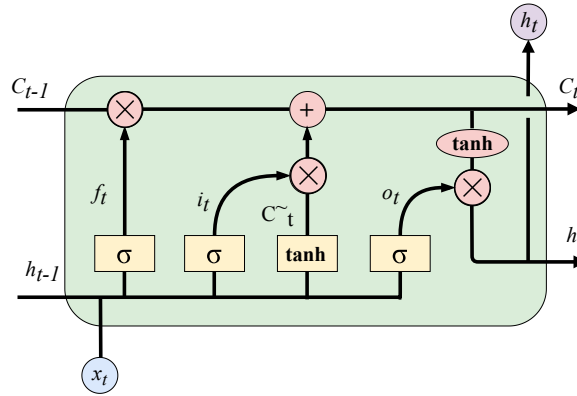 h_t
C_{t-1}
C_t
×
+
tanh
f_t
i_t
×
o_t
×
C~_t
σ
σ
tanh
σ
h
h_{t-1}
x_t